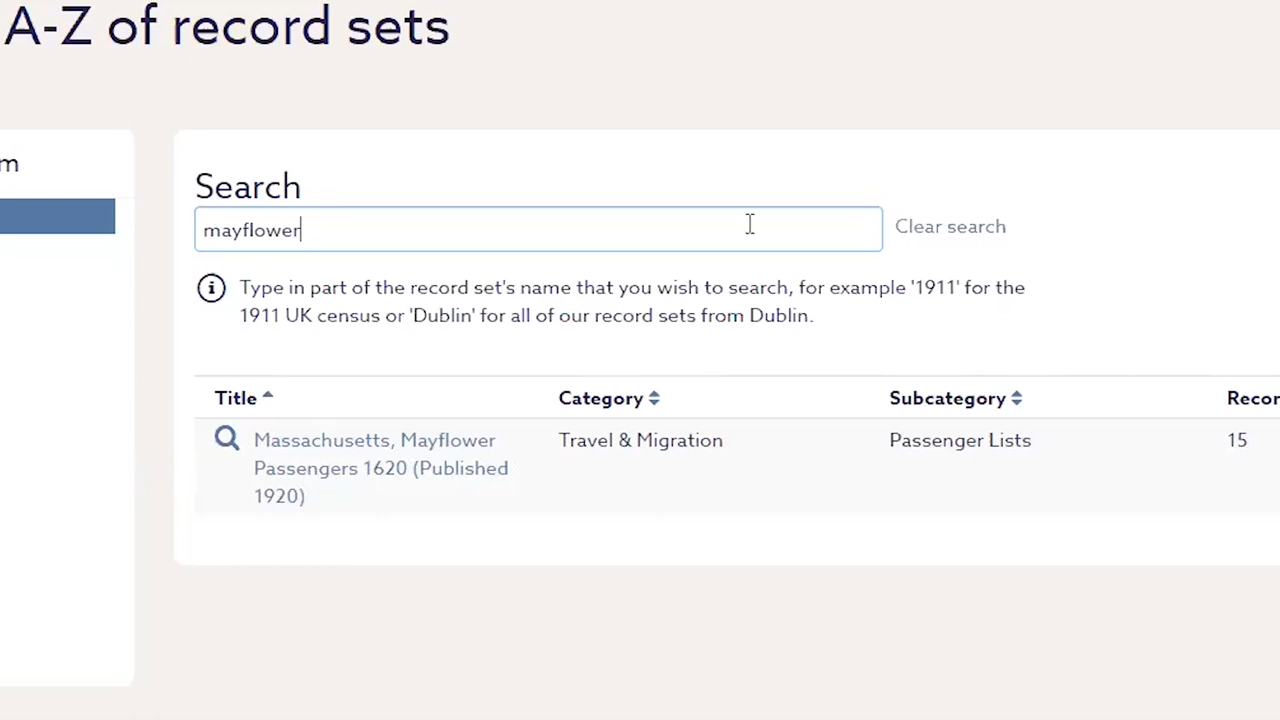 A-Z of record sets
m
Search
mayflower
Clear search
Type in part of the record set's name that you wish to search, for example '1911' for the
1911 UK census or 'Dublin' for all of our record sets from Dublin.
Title Category Subcategory Recor
Massachusetts, Mayflower Travel & Migration Passenger Lists 15
Passengers 1620 (Published
1920)